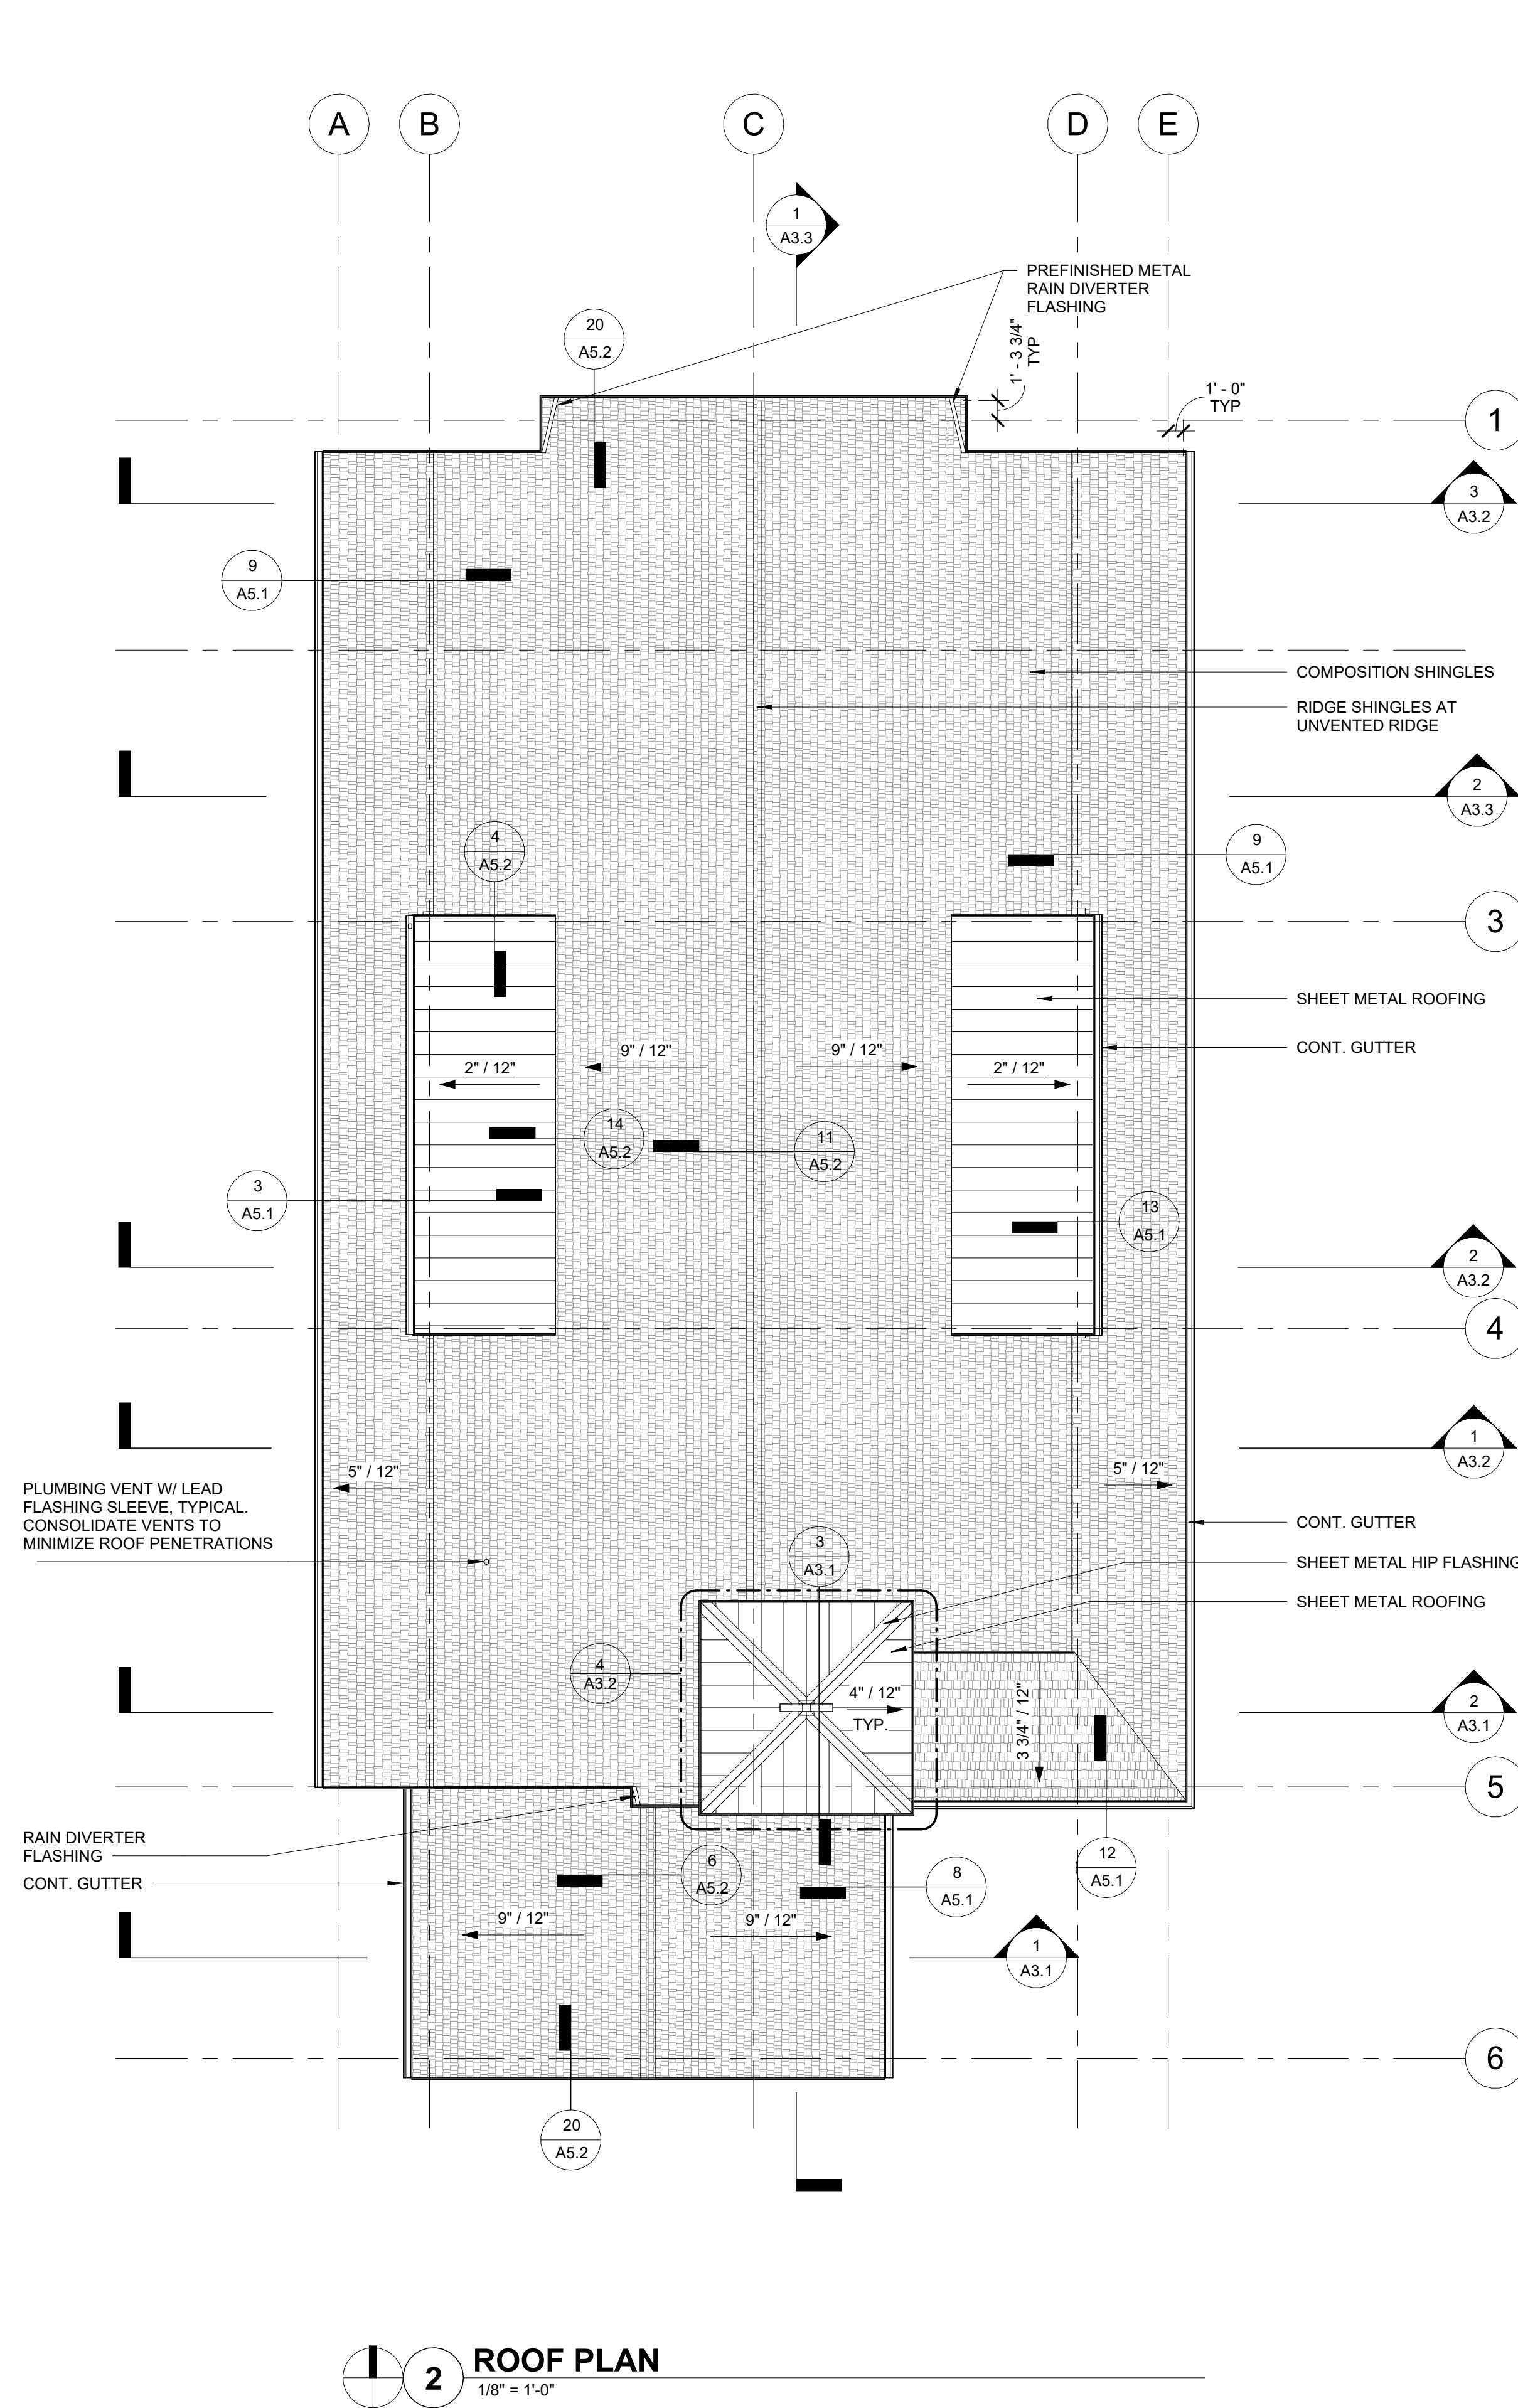 A
B
C
D
E
1
A3.3
PREFINISHED METAL
RAIN DIVERTER
FLASHING
20
A5.2
1' - 3 3/4"
TYP
1' - 0"
TYP
1
3
A3.2
9
A5.1
COMPOSITION SHINGLES
RIDGE SHINGLES AT
UNVENTED RIDGE
2
A3.3
4
A5.2
9
A5.1
3
SHEET METAL ROOFING
CONT. GUTTER
9" / 12"
9" / 12"
2" / 12"
2" / 12"
14
A5.2
11
A5.2
3
A5.1
13
A5.1
2
A3.2
4
1
A3.2
5" / 12"
5" / 12"
PLUMBING VENT W/ LEAD
FLASHING SLEEVE, TYPICAL.
CONSOLIDATE VENTS TO
MINIMIZE ROOF PENETRATIONS
CONT. GUTTER
3
A3.1
SHEET METAL HIP FLASHING
SHEET METAL ROOFING
4
A3.2
4" / 12"
TYP.
3 3/4" / 12"
2
A3.1
5
RAIN DIVERTER
FLASHING
CONT. GUTTER
6
A5.2
8
A5.1
12
A5.1
9" / 12"
9" / 12"
1
A3.1
6
20
A5.2
2
ROOF PLAN
1/8" = 1'-0"